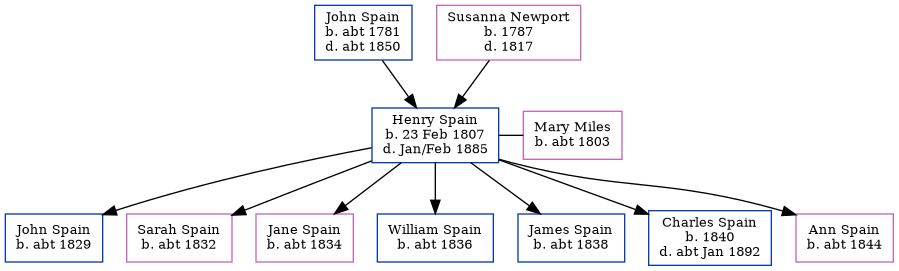 John Spain
b. abt 1781
d. abt 1850
Susanna Newport
b. 1787
d. 1817
Henry Spain
b. 23 Feb 1807
d. Jan/Feb 1885
Mary Miles
b. abt 1803
John Spain
b. abt 1829
Sarah Spain
b. abt 1832
Jane Spain
b. abt 1834
William Spain
b. abt 1836
James Spain
b. abt 1838
Charles Spain
b. 1840
d. abt Jan 1892
Ann Spain
b. abt 1844